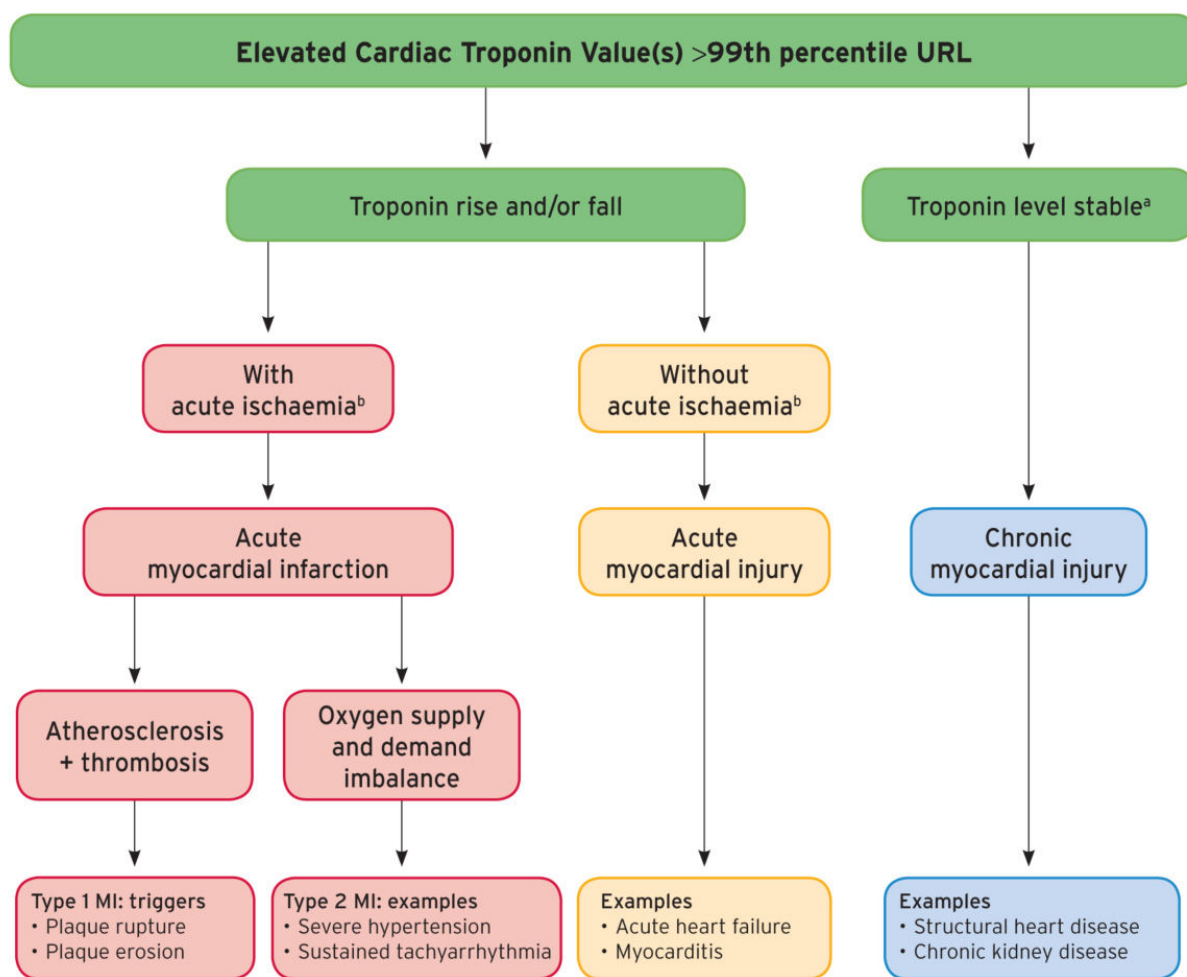 Elevated Cardiac Troponin Value(s) >99th percentile URL
Troponin rise and/or fall
Troponin level stableᵃ
With
acute ischaemiaᵇ
Without
acute ischaemiaᵇ
Acute
myocardial infarction
Acute
myocardial injury
Chronic
myocardial injury
Atherosclerosis
+ thrombosis
Oxygen supply
and demand
imbalance
Type 1 MI: triggers
• Plaque rupture
• Plaque erosion
Type 2 MI: examples
• Severe hypertension
• Sustained tachyarrhythmia
Examples
• Acute heart failure
• Myocarditis
Examples
• Structural heart disease
• Chronic kidney disease